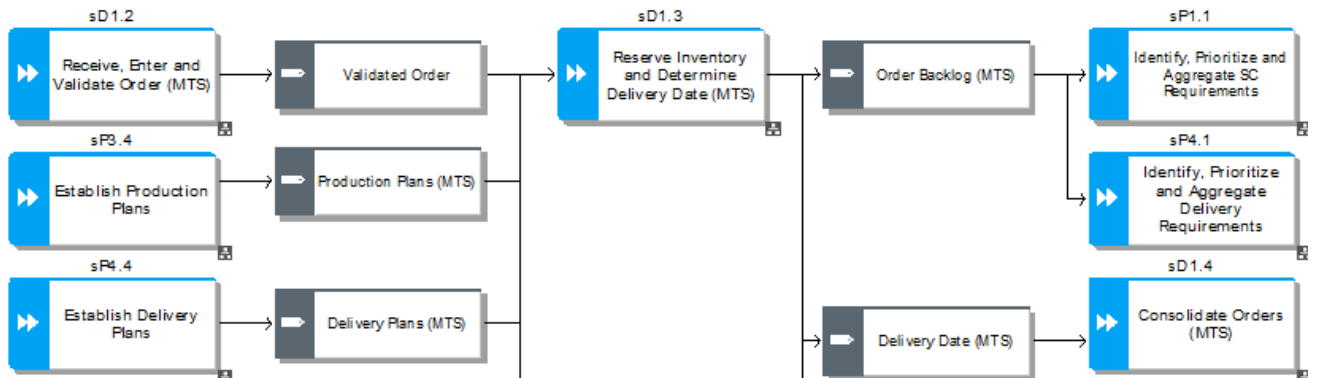 sD1.2
Receive, Enter and
Validate Order (MTS)
Validated Order
sD1.3
Reserve Inventory
and Determine
Delivery Date (MTS)
Order Backlog (MTS)
sP1.1
Identify, Prioritize and
Aggregate SC
Requirements
sP3.4
Establish Production
Plans
Production Plans (MTS)
sP4.1
Identify, Prioritize
and Aggregate
Delivery
Requirements
sP4.4
Establish Delivery
Plans
Delivery Plans (MTS)
Delivery Date (MTS)
sD1.4
Consolidate Orders
(MTS)